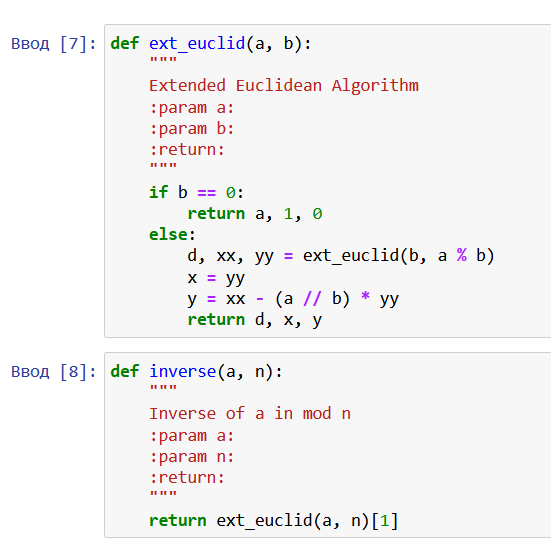 Ввод [7]: def ext_euclid(a, b):
"""
Extended Euclidean Algorithm
:param a:
:param b:
:return:
"""
if b == 0:
return a, 1, 0
else:
d, xx, yy = ext_euclid(b, a % b)
x = yy
y = xx - (a // b) * yy
return d, x, y
Ввод [8]: def inverse(a, n):
"""
Inverse of a in mod n
:param a:
:param n:
:return:
"""
return ext_euclid(a, n)[1]